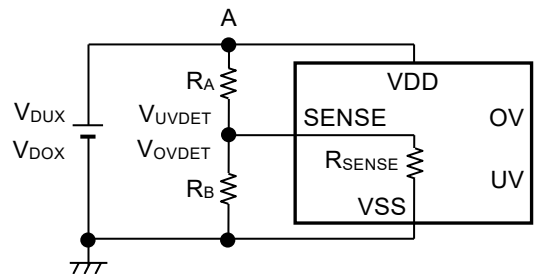 A
RA
VDD
VDUX
VUVDET
SENSE
OV
VDOX
VOVDET
RSENSE
RB
UV
VSS